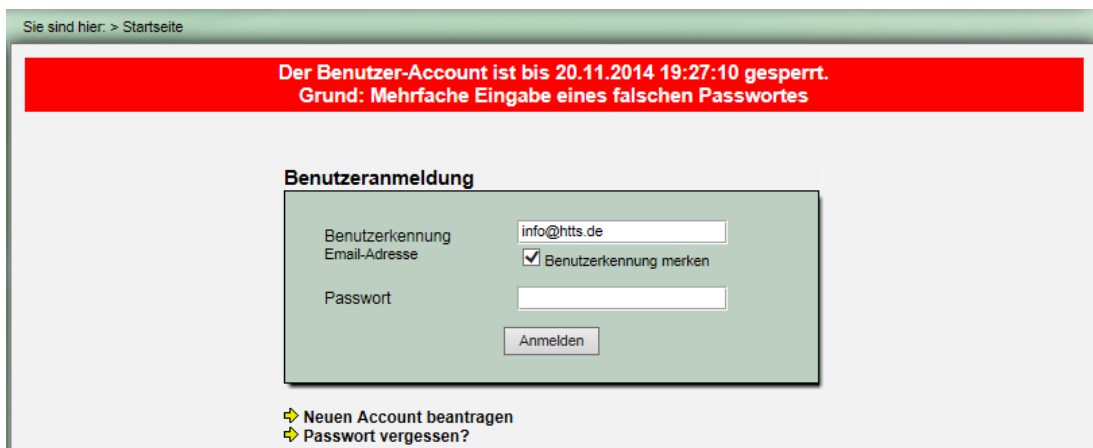 Sie sind hier: > Startseite
Der Benutzer-Account ist bis 20.11.2014 19:27:10 gesperrt.
Grund: Mehrfache Eingabe eines falschen Passwortes
Benutzeranmeldung
Benutzerkennung
Email-Adresse
info@htts.de
Benutzerkennung merken
Passwort
Anmelden
Neuen Account beantragen
Passwort vergessen?